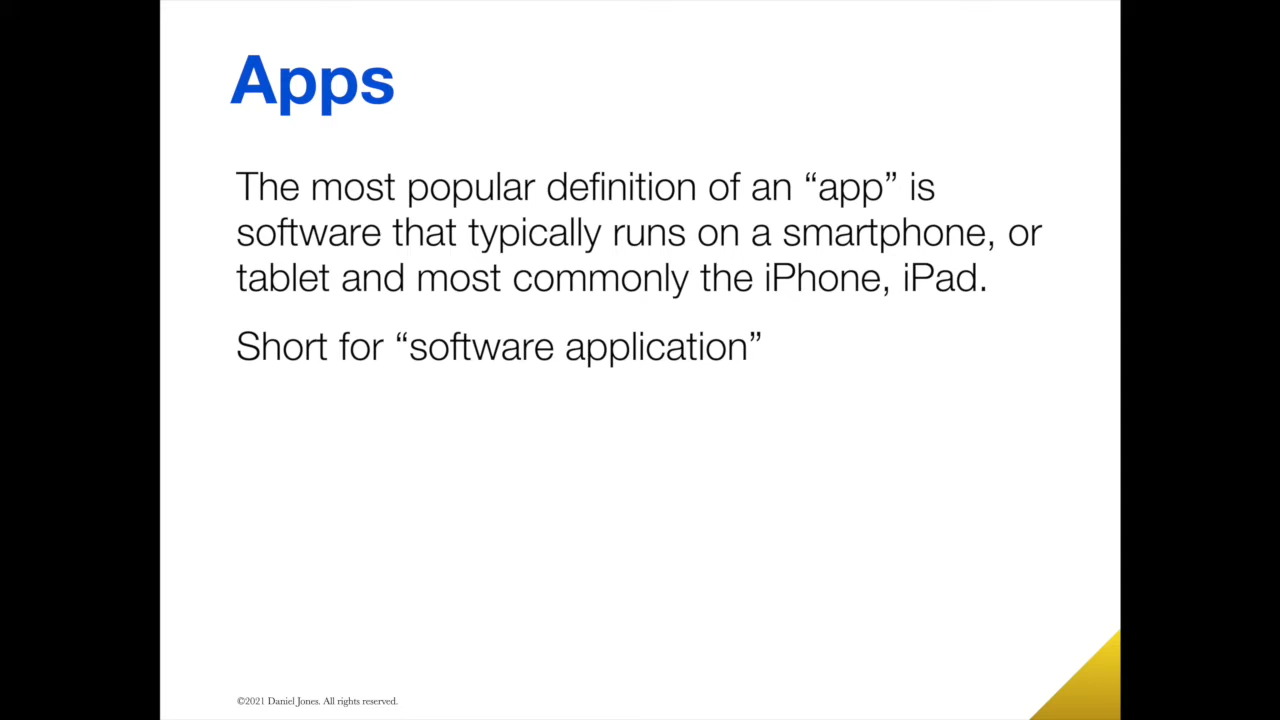 Apps
The most popular definition of an “app” is
software that typically runs on a smartphone, or
tablet and most commonly the iPhone, iPad.
Short for “software application”
©2021 Daniel Jones. All rights reserved.